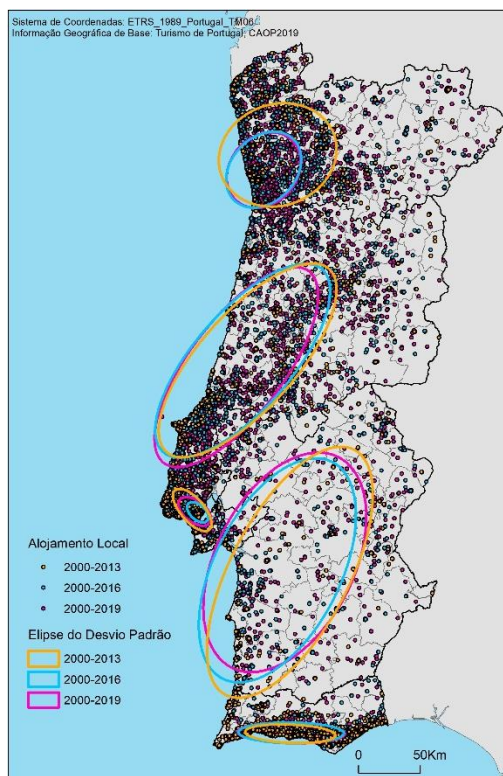 Sistema de Coordenadas: ETRS_1989_Portugal_TM06
Informação Geográfica de Base: Turismo de Portugal, CAOP2019
Alojamento Local
2000-2013
2000-2016
2000-2019
Elipse do Desvio Padrão
2000-2013
2000-2016
2000-2019
0 50Km